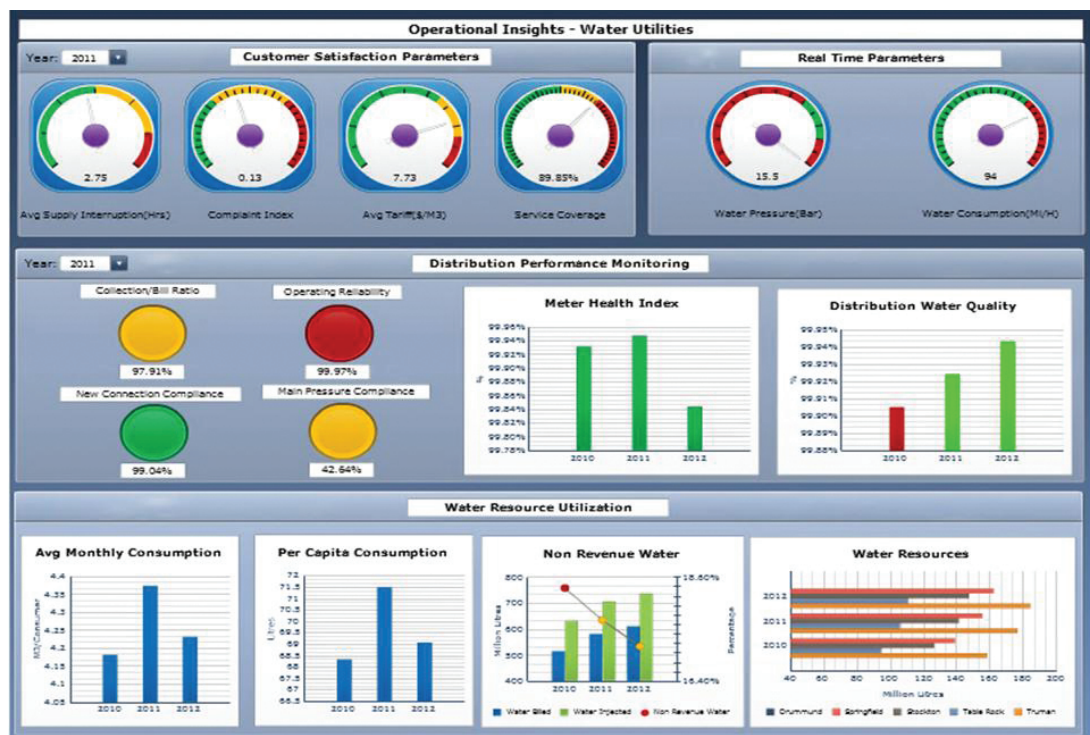 Operational Insights - Water Utilities
Year: 2011
Customer Satisfaction Parameters
2.75
0.13
7.73
89.85%
Avg Supply Interruption(Hrs)
Complaint Index
Avg Tariff($/M3)
Service Coverage
Real Time Parameters
15.5
94
Water Pressure(Bar)
Water Consumption(Ml/H)
Year: 2011
Distribution Performance Monitoring
Collection/Bill Ratio
97.91%
Operating Reliability
99.97%
New Connection Compliance
99.04%
Main Pressure Compliance
42.64%
Meter Health Index
99.96%
99.94%
99.92%
99.90%
99.88%
99.86%
99.84%
99.82%
99.80%
99.78%
%
2010 2011 2012
Distribution Water Quality
99.95%
99.94%
99.93%
99.92%
99.91%
99.90%
99.89%
99.88%
%
2010 2011 2012
Water Resource Utilization
Avg Monthly Consumption
4.4
4.35
4.3
4.25
4.2
4.15
4.1
4.05
M3/Consumer
2010 2011 2012
Per Capita Consumption
72
71.5
71
70.5
70
69.5
69
68.5
68
67.5
67
66.5
Litres
2010 2011 2012
Non Revenue Water
800
700
600
500
400
Million Litres
18.60%
16.40%
Percentage
2010 2011 2012
Water Billed Water Injected Non Revenue Water
Water Resources
2012
2011
2010
40 60 80 100 120 140 160 180 200
Million Litres
Drummund Springfield Stockton Table Rock Truman